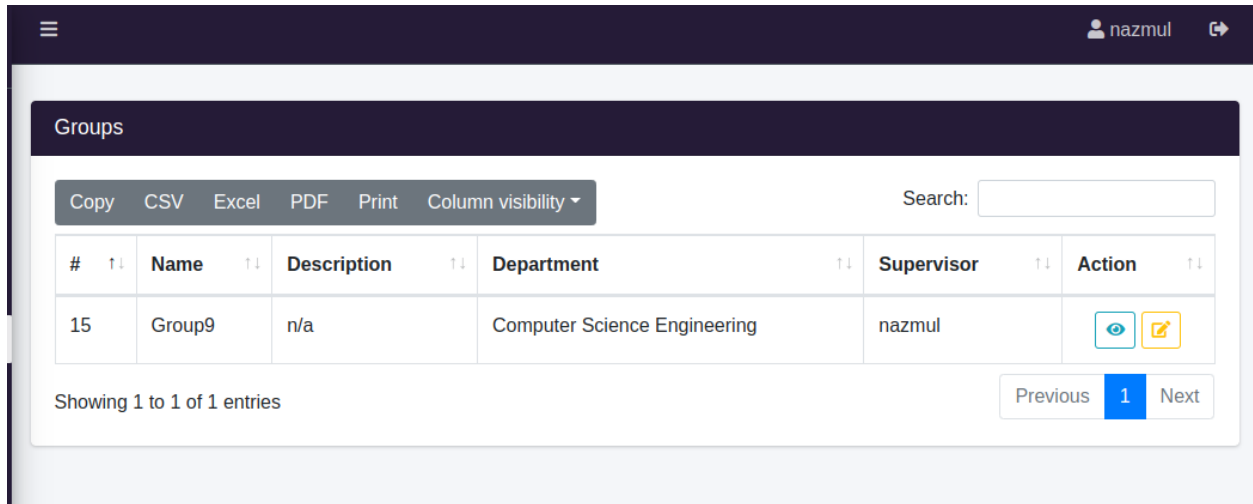 nazmul
Groups
Copy CSV Excel PDF Print Column visibility Search:
# Name Description Department Supervisor Action
15 Group9 n/a Computer Science Engineering nazmul
Showing 1 to 1 of 1 entries Previous 1 Next